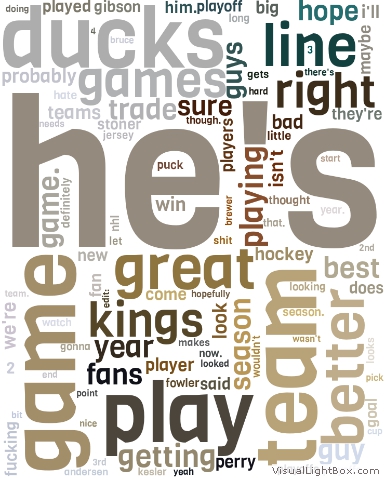 doing played gibson him. playoff big hope i'll
long
ducks 4 bruce line 3 maybe
guys
probably games gets there's
hate hard right
teams trade sure
needs stoner though. bad they're
jersey players little
he's
isn't
game. definitely puck playing start
win thought year.
nhl brewer that.
let shit 2nd
new great hockey best
fan looking does
team. edit: come hopefully
we're kings look season team season. better
watch
game gonna year makes now. wasn't looks
2 fans player looked wouldn't pick
end fowler said cup
point play goal
bit nice
fucking getting perry guy
3rd
andersen kesler yeah
VisualLightBox.com